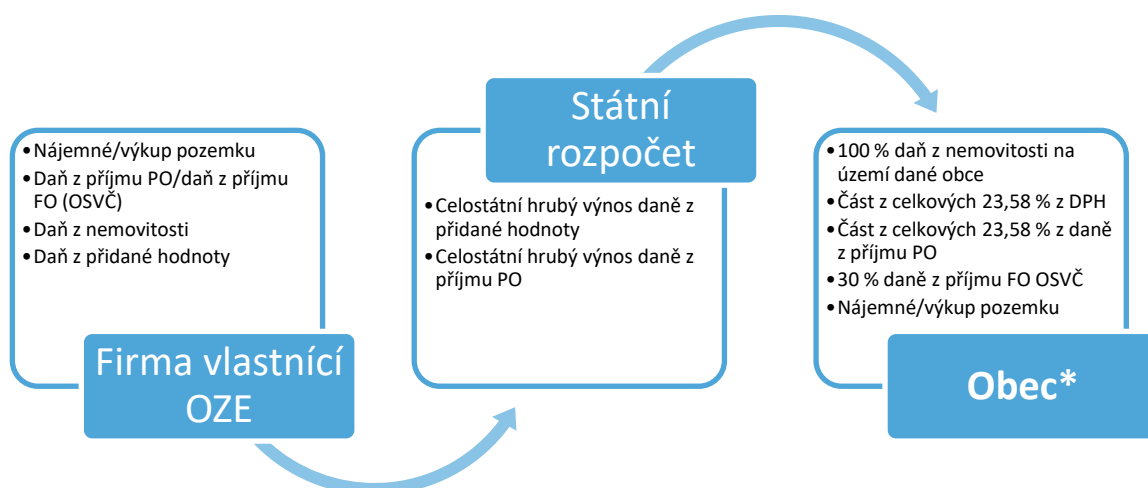 •Nájemné/výkup pozemku
•Daň z příjmu PO/daň z příjmu
FO (OSVČ)
•Daň z nemovitosti
•Daň z přidané hodnoty
Firma vlastnící
OZE
Státní
rozpočet
•Celostátní hrubý výnos daně z
přidané hodnoty
•Celostátní hrubý výnos daně z
příjmu PO
•100 % daň z nemovitosti na
území dané obce
•Část z celkových 23,58 % z DPH
•Část z celkových 23,58 % z daně
z příjmu PO
•30 % daně z příjmu FO OSVČ
•Nájemné/výkup pozemku
Obec*